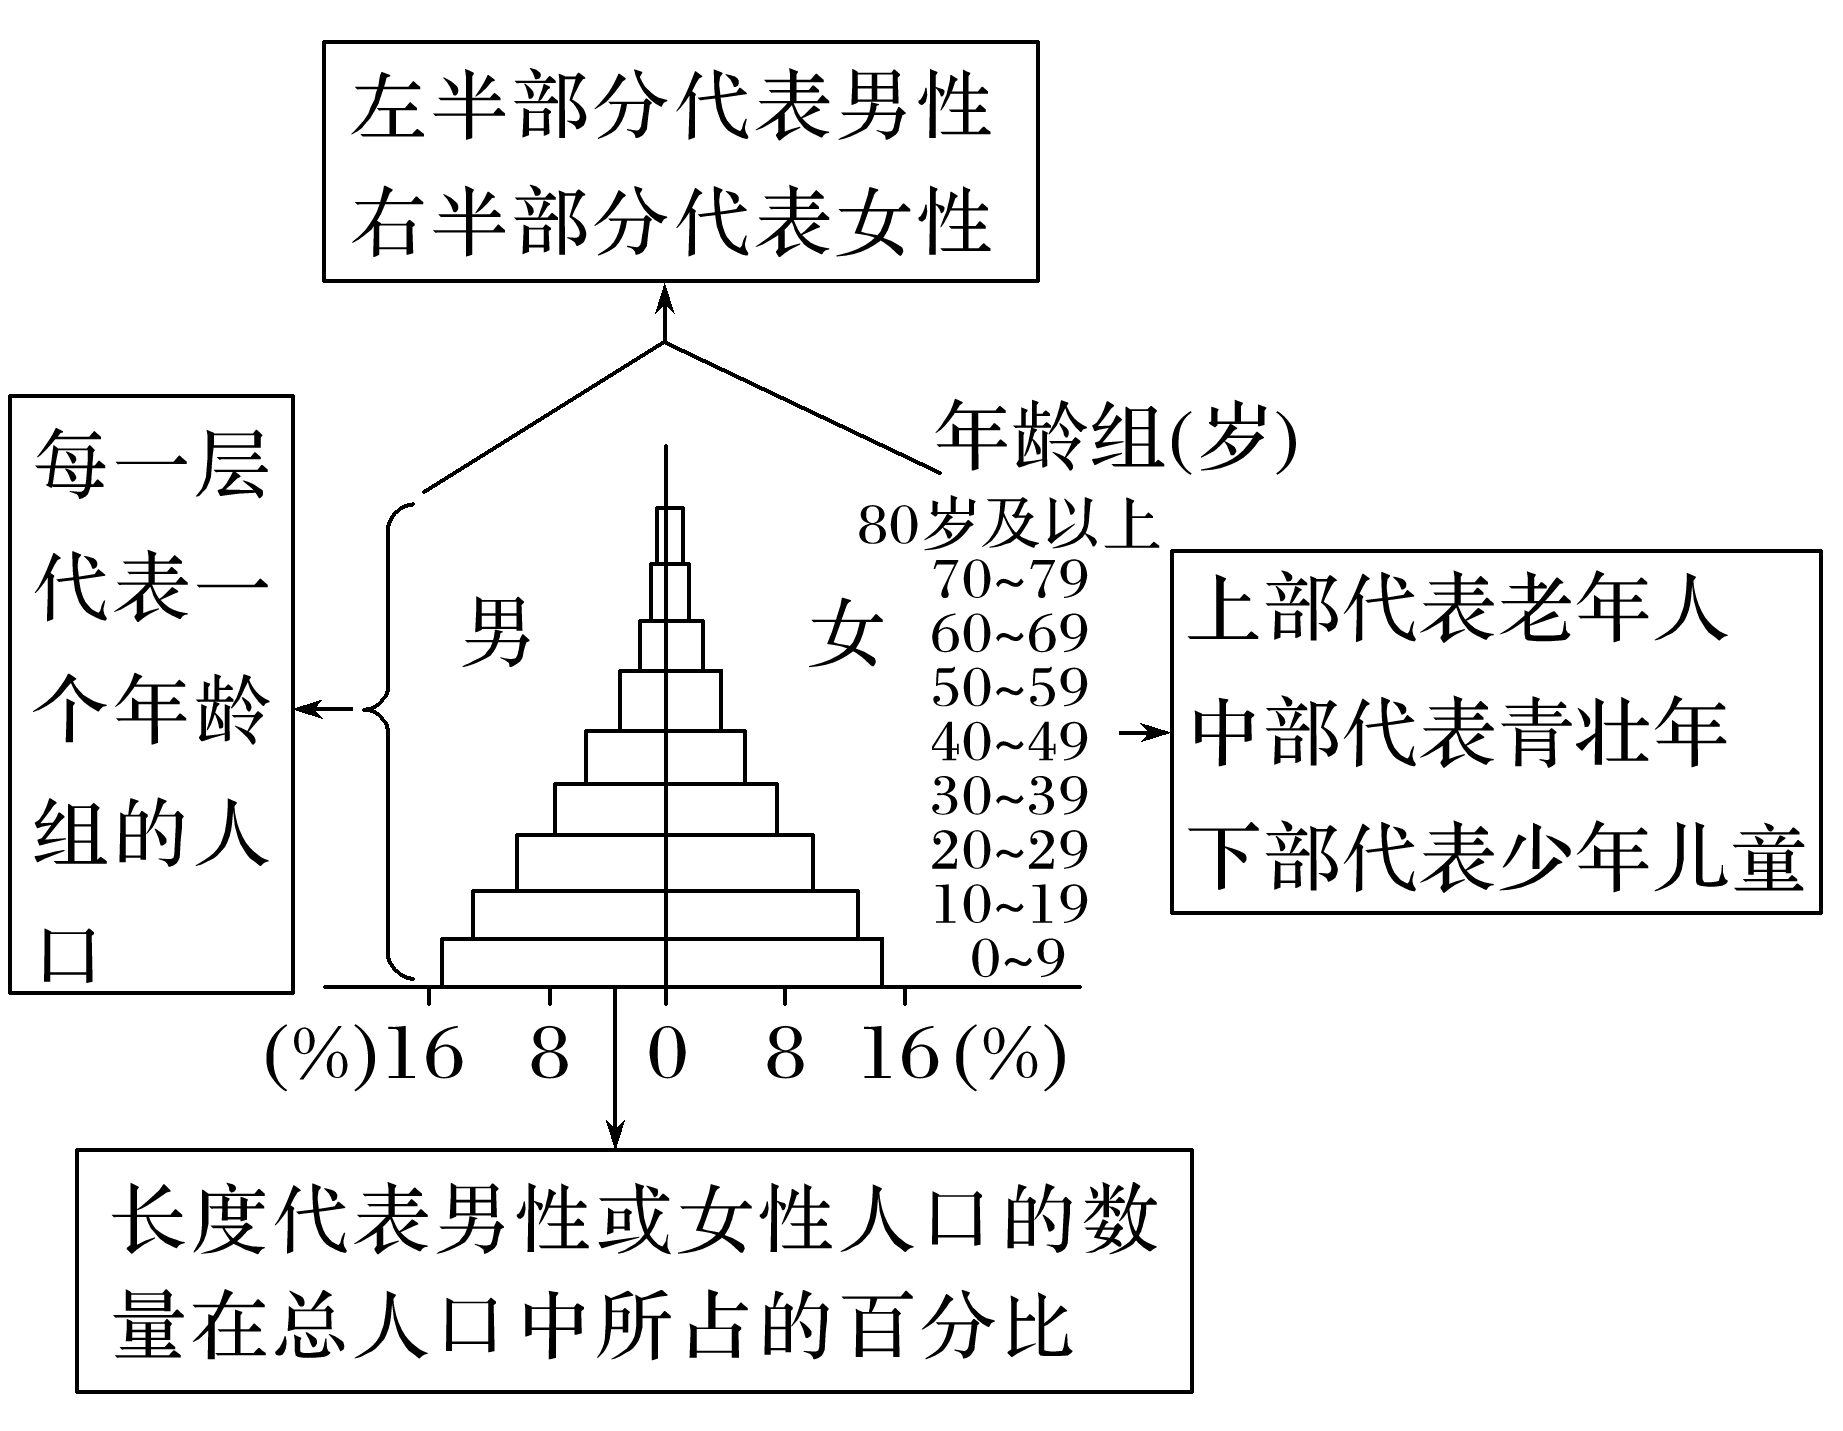 左半部分代表男性
右半部分代表女性
每一层
代表一
个年龄
组的人
口
男
女
年龄组(岁)
80岁及以上
70~79
60~69
50~59
40~49
30~39
20~29
10~19
0~9
上部代表老年人
中部代表青壮年
下部代表少年儿童
(%)16 8 0 8 16(%)
长度代表男性或女性人口的数
量在总人口中所占的百分比